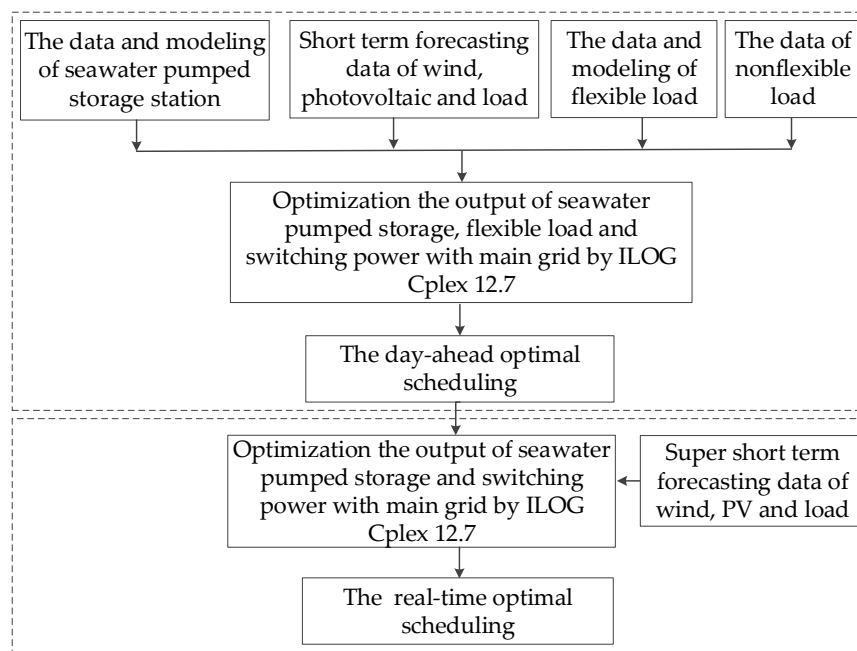 The data and modeling
of seawater pumped
storage station
Short term forecasting
data of wind,
photovoltaic and load
The data and
modeling of
flexible load
The data of
nonflexible
load
Optimization the output of seawater
pumped storage, flexible load and
switching power with main grid by ILOG
Cplex 12.7
The day-ahead optimal
scheduling
Optimization the output of seawater
pumped storage and switching
power with main grid by ILOG
Cplex 12.7
Super short term
forecasting data of
wind, PV and load
The real-time optimal
scheduling